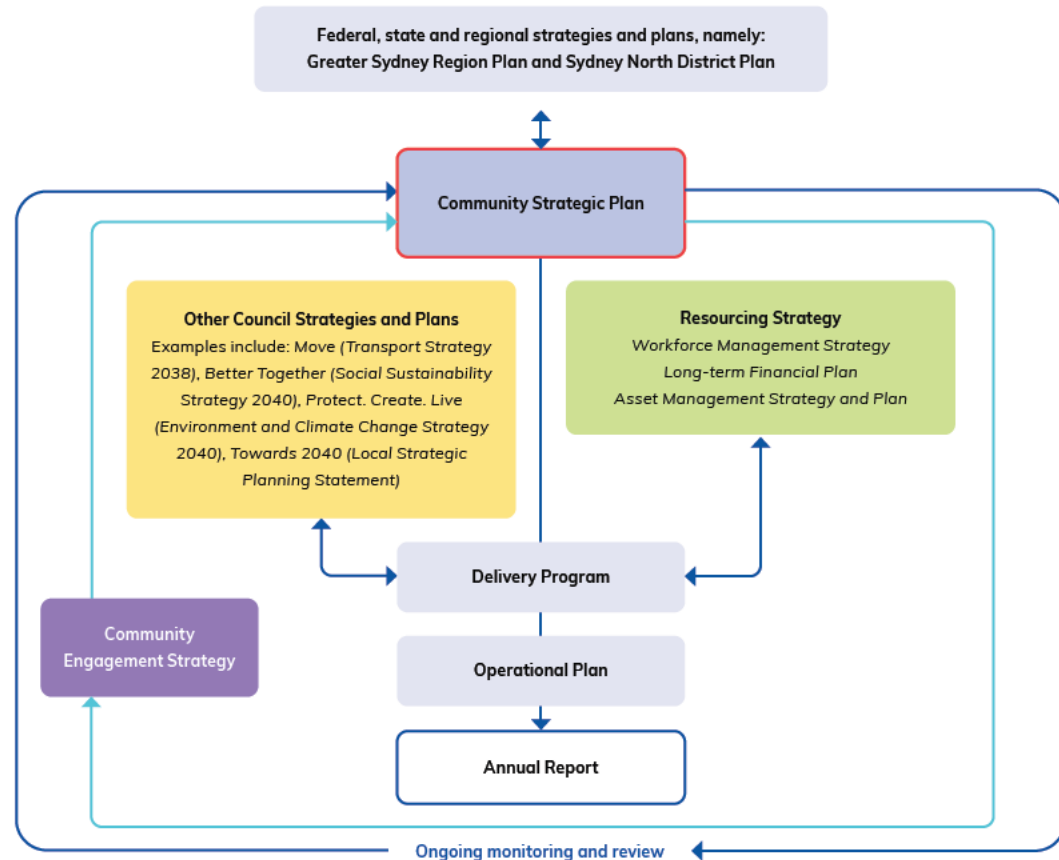 Federal, state and regional strategies and plans, namely:
Greater Sydney Region Plan and Sydney North District Plan
Community Strategic Plan
Other Council Strategies and Plans
Examples include: Move (Transport Strategy
2038), Better Together (Social Sustainability
Strategy 2040), Protect. Create. Live
(Environment and Climate Change Strategy
2040), Towards 2040 (Local Strategic
Planning Statement)
Resourcing Strategy
Workforce Management Strategy
Long-term Financial Plan
Asset Management Strategy and Plan
Delivery Program
Community
Engagement Strategy
Operational Plan
Annual Report
Ongoing monitoring and review